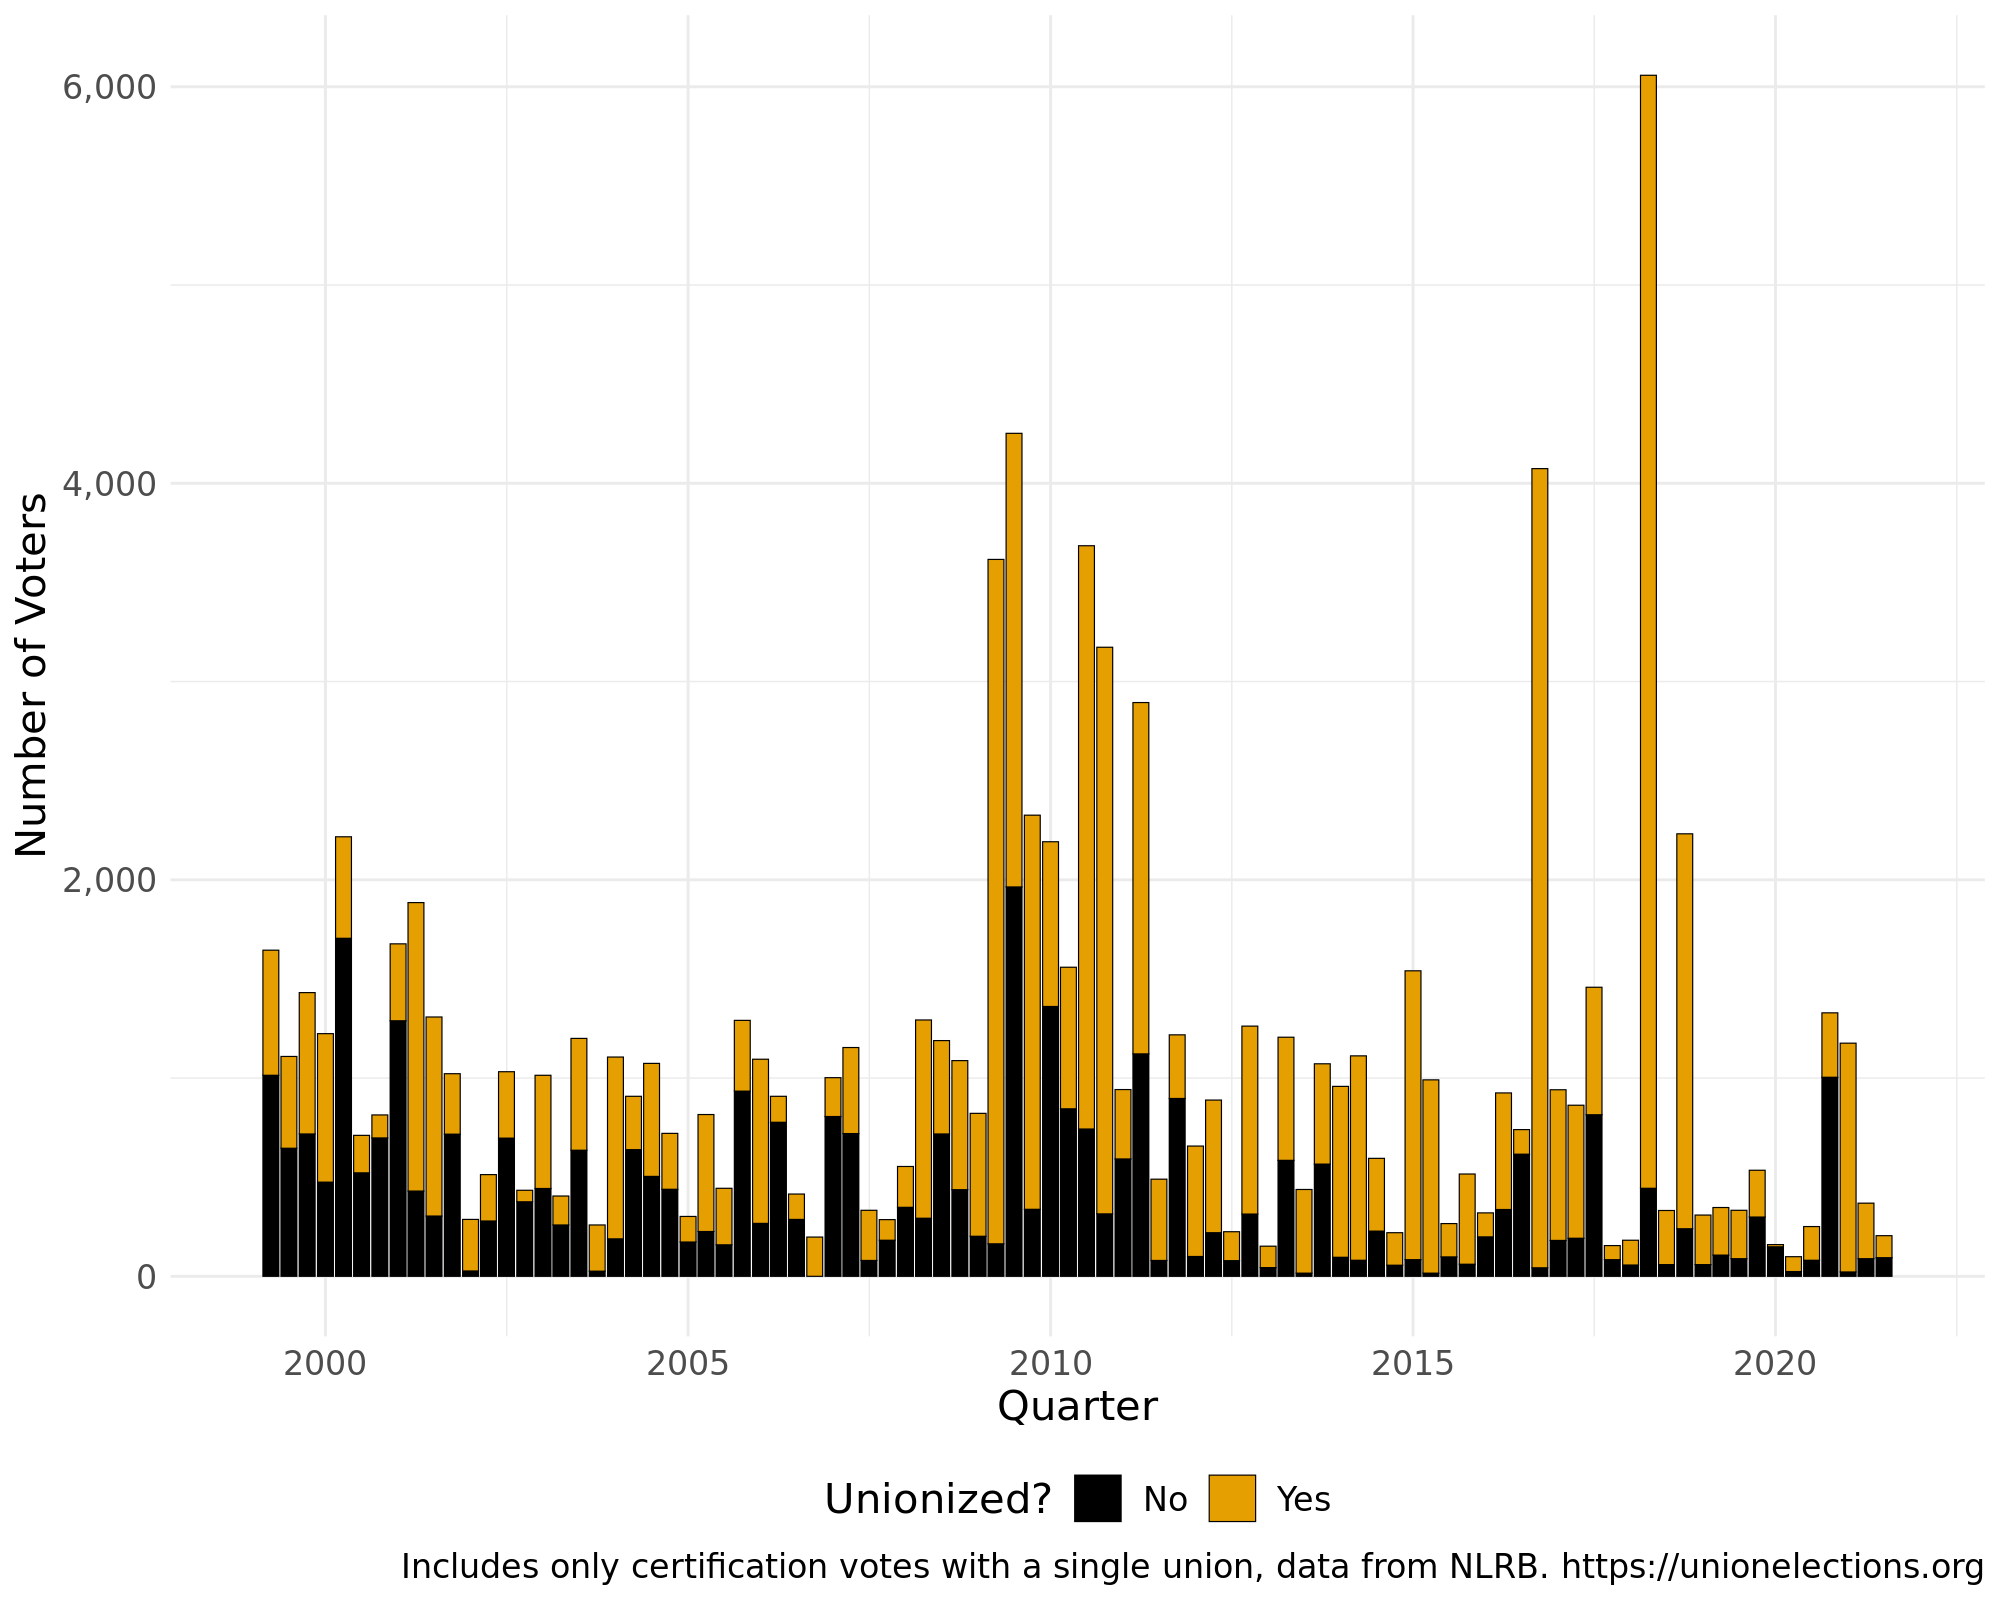 6,000
4,000
2,000
0
Number of Voters
2000 2005 2010 2015 2020
Quarter
Unionized? No Yes
Includes only certification votes with a single union, data from NLRB. https://unionelections.org